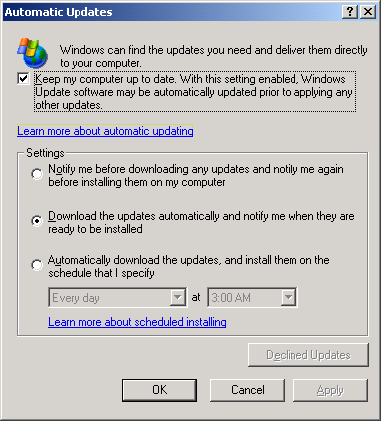 Automatic Updates
Windows can find the updates you need and deliver them directly
to your computer.
Keep my computer up to date. With this setting enabled, Windows
Update software may be automatically updated prior to applying any
other updates.
Learn more about automatic updating
Settings
Notify me before downloading any updates and notify me again
before installing them on my computer
Download the updates automatically and notify me when they are
ready to be installed
Automatically download the updates, and install them on the
schedule that I specify
Every day at 3:00 AM
Learn more about scheduled installing
Declined Updates
OK Cancel Apply